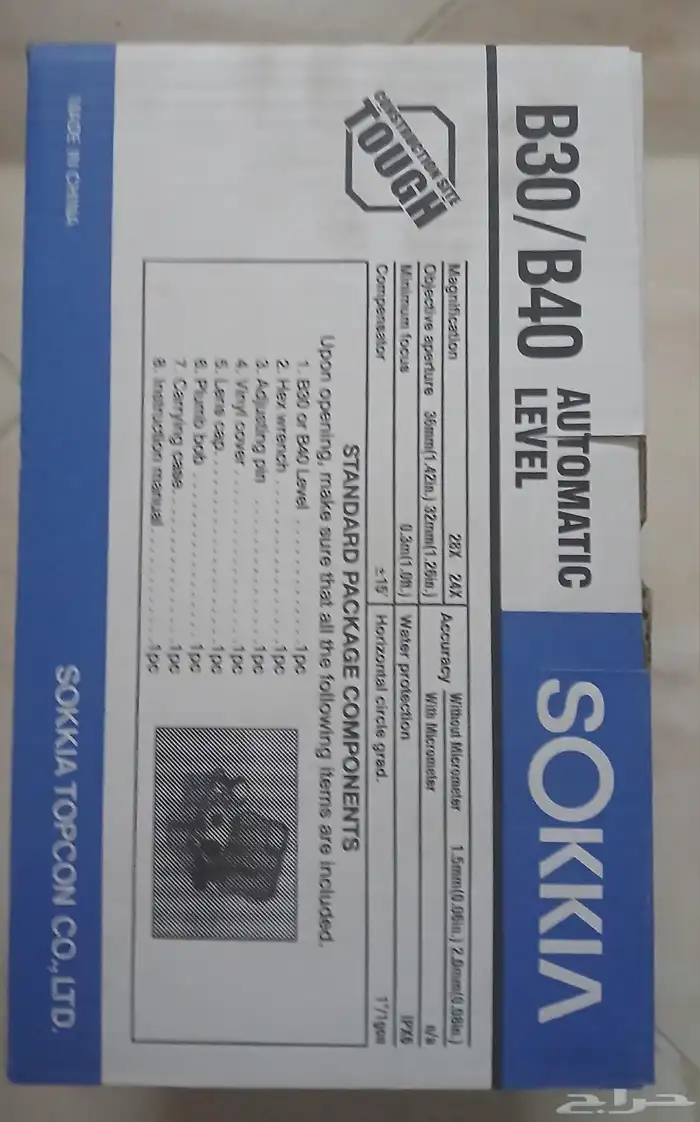 B30/B40 AUTOMATIC
LEVEL
SOKKIA
CONSTRUCTION SITE
TOUGH
Magnification 28X 24X
Objective aperture 36mm(1.42in.) 32mm(1.26in.)
Minimum focus 0.3m(1.0ft.)
Compensator ±15'
Accuracy Without Micrometer 1.5mm(0.06in.) 2.0mm(0.08in.)
With Micrometer n/a
Water protection IPX6
Horizontal circle grad. 1°/1gon
STANDARD PACKAGE COMPONENTS
Upon opening, make sure that all the following items are included.
1. B30 or B40 Level ........... 1pc
2. Hex wrench ........... 1pc
3. Adjusting pin ........... 1pc
4. Vinyl cover ........... 1pc
5. Lens cap ........... 1pc
6. Plumb bob ........... 1pc
7. Carrying case ........... 1pc
8. Instruction manual ........... 1pc
MADE IN CHINA
SOKKIA TOPCON CO.,LTD.
حراج